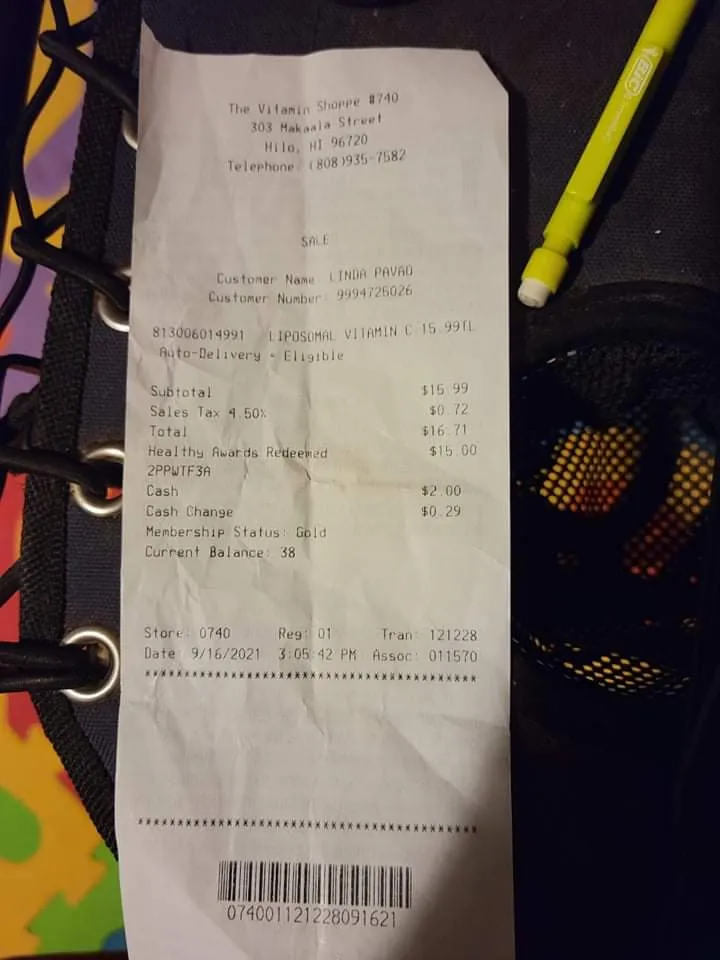 The Vitamin Shoppe #740
303 Makaala Street
Hilo, HI 96720
Telephone: (808)935-7582
SALE
Customer Name: LINDA PAVAO
Customer Number: 9994726026
813006014991 LIPOSOMAL VITAMIN C 15.99TL
Auto-Delivery - Eligible
Subtotal $15.99
Sales Tax 4.50% $0.72
Total $16.71
Healthy Awards Redeemed $15.00
2PPWTF3A
Cash $2.00
Cash Change $0.29
Membership Status: Gold
Current Balance: 38
Store: 0740 Reg: 01 Tran: 121228
Date: 9/16/2021 3:05:42 PM Assoc: 011570
****************************************
****************************************
074001121228091621
BIC